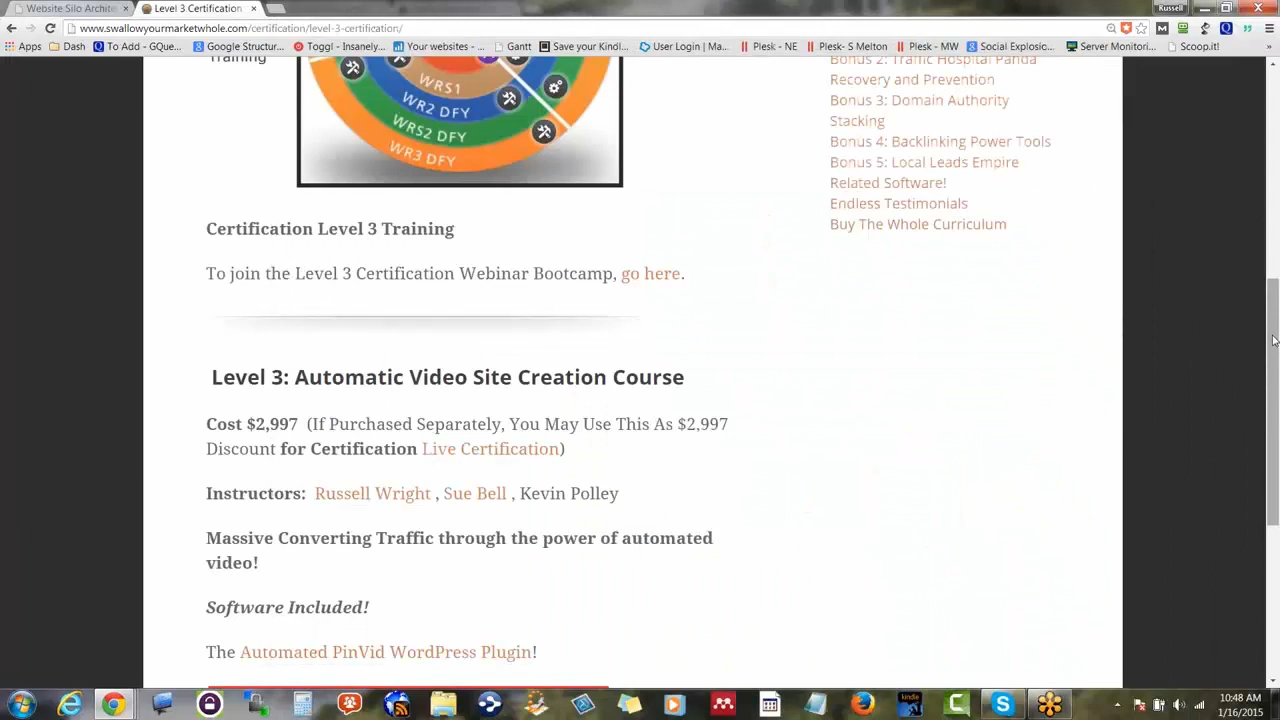 Website Silo Archite
Level 3 Certification
Russell
www.swallowyourmarketwhole.com/certification/level-3-certification/
Apps
Dash
To Add - GQue...
Google Structur...
Toggl - Insanely...
Your websites - ...
Gantt
Save your Kindl...
User Login | Ma...
Plesk - NE
Plesk- S Melton
Plesk - MW
Social Explosio...
Server Monitori...
Scoop.it!
Training
WRS1
WR2 DFY
WRS2 DFY
WR3 DFY
Bonus 2: Traffic Hospital Panda
Recovery and Prevention
Bonus 3: Domain Authority
Stacking
Bonus 4: Backlinking Power Tools
Bonus 5: Local Leads Empire
Related Software!
Endless Testimonials
Buy The Whole Curriculum
Certification Level 3 Training
To join the Level 3 Certification Webinar Bootcamp, go here.
Level 3: Automatic Video Site Creation Course
Cost $2,997 (If Purchased Separately, You May Use This As $2,997
Discount for Certification Live Certification)
Instructors: Russell Wright , Sue Bell , Kevin Polley
Massive Converting Traffic through the power of automated
video!
Software Included!
The Automated PinVid WordPress Plugin!
kindle
10:48 AM
1/16/2015